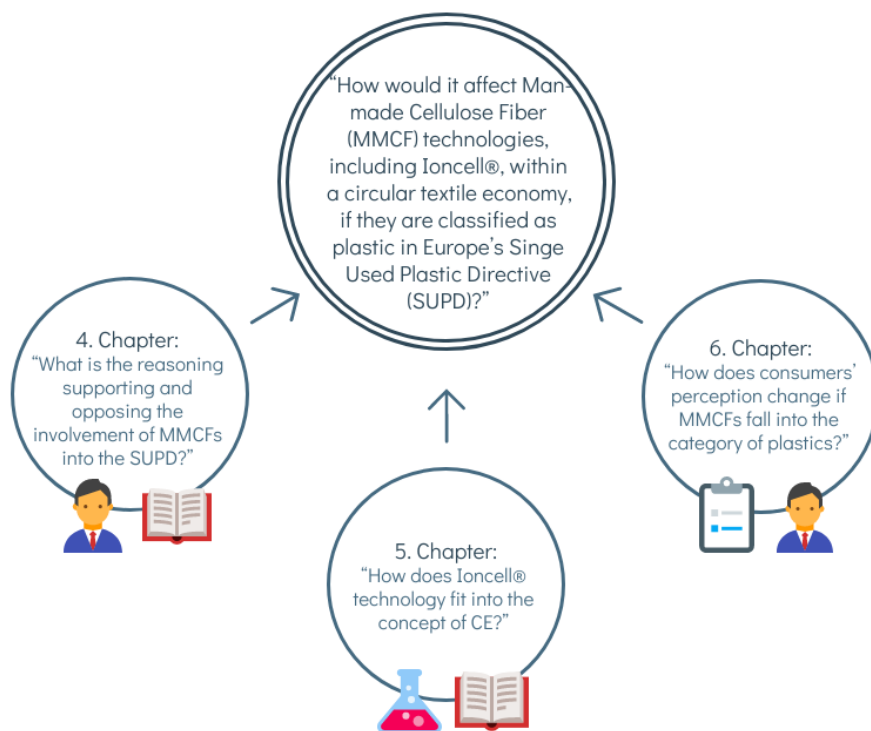 “How would it affect Man-
made Cellulose Fiber
(MMCF) technologies,
including Ioncell®, within
a circular textile economy,
if they are classified as
plastic in Europe’s Singe
Used Plastic Directive
(SUPD)?”
4. Chapter:
“What is the reasoning
supporting and
opposing the
involvement of MMCFs
into the SUPD?”
5. Chapter:
“How does Ioncell®
technology fit into the
concept of CE?”
6. Chapter:
“How does consumers’
perception change if
MMCFs fall into the
category of plastics?”